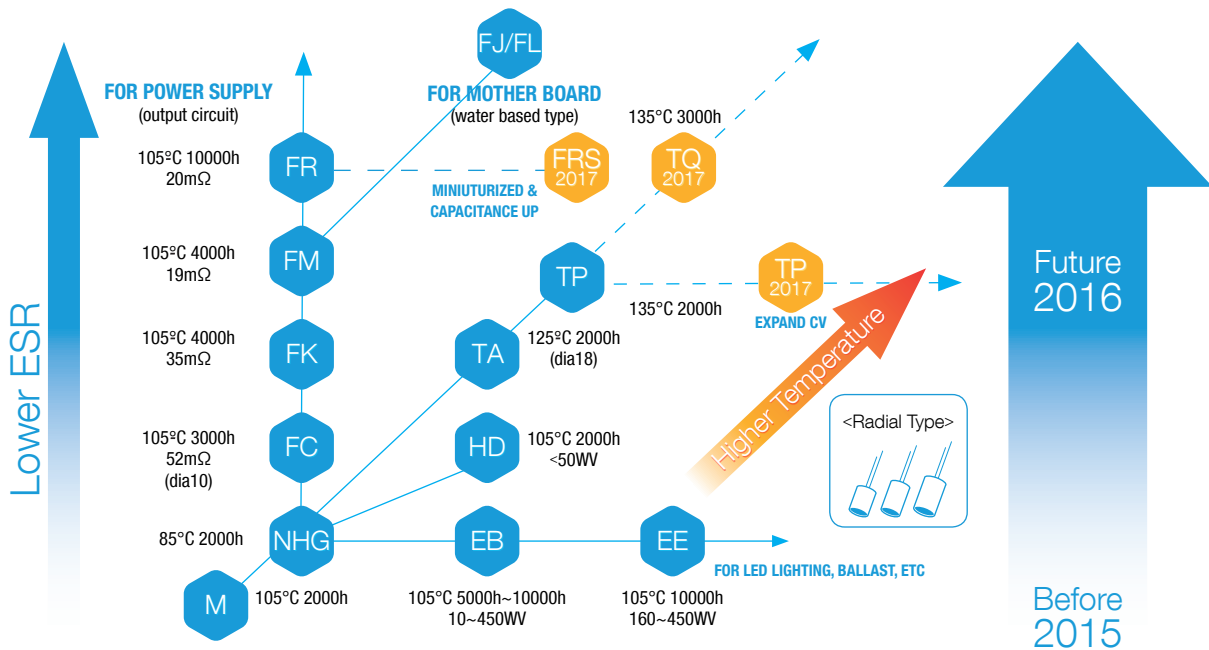 FJ/FL
FOR POWER SUPPLY
(output circuit)
FOR MOTHER BOARD
(water based type)
135°C 3000h
105ºC 10000h
20mΩ
FR
FRS
2017
TQ
2017
MINIUTURIZED &
CAPACITANCE UP
105ºC 4000h
19mΩ
FM
TP
TP
2017
135°C 2000h
EXPAND CV
Future
2016
105°C 4000h
35mΩ
FK
TA
125ºC 2000h
(dia18)
Higher Temperature
Lower ESR
105ºC 3000h
52mΩ
(dia10)
FC
HD
105°C 2000h
<50WV
<Radial Type>
85°C 2000h
NHG
EB
EE
FOR LED LIGHTING, BALLAST, ETC
M
105°C 2000h
105°C 5000h~10000h
10~450WV
105°C 10000h
160~450WV
Before
2015